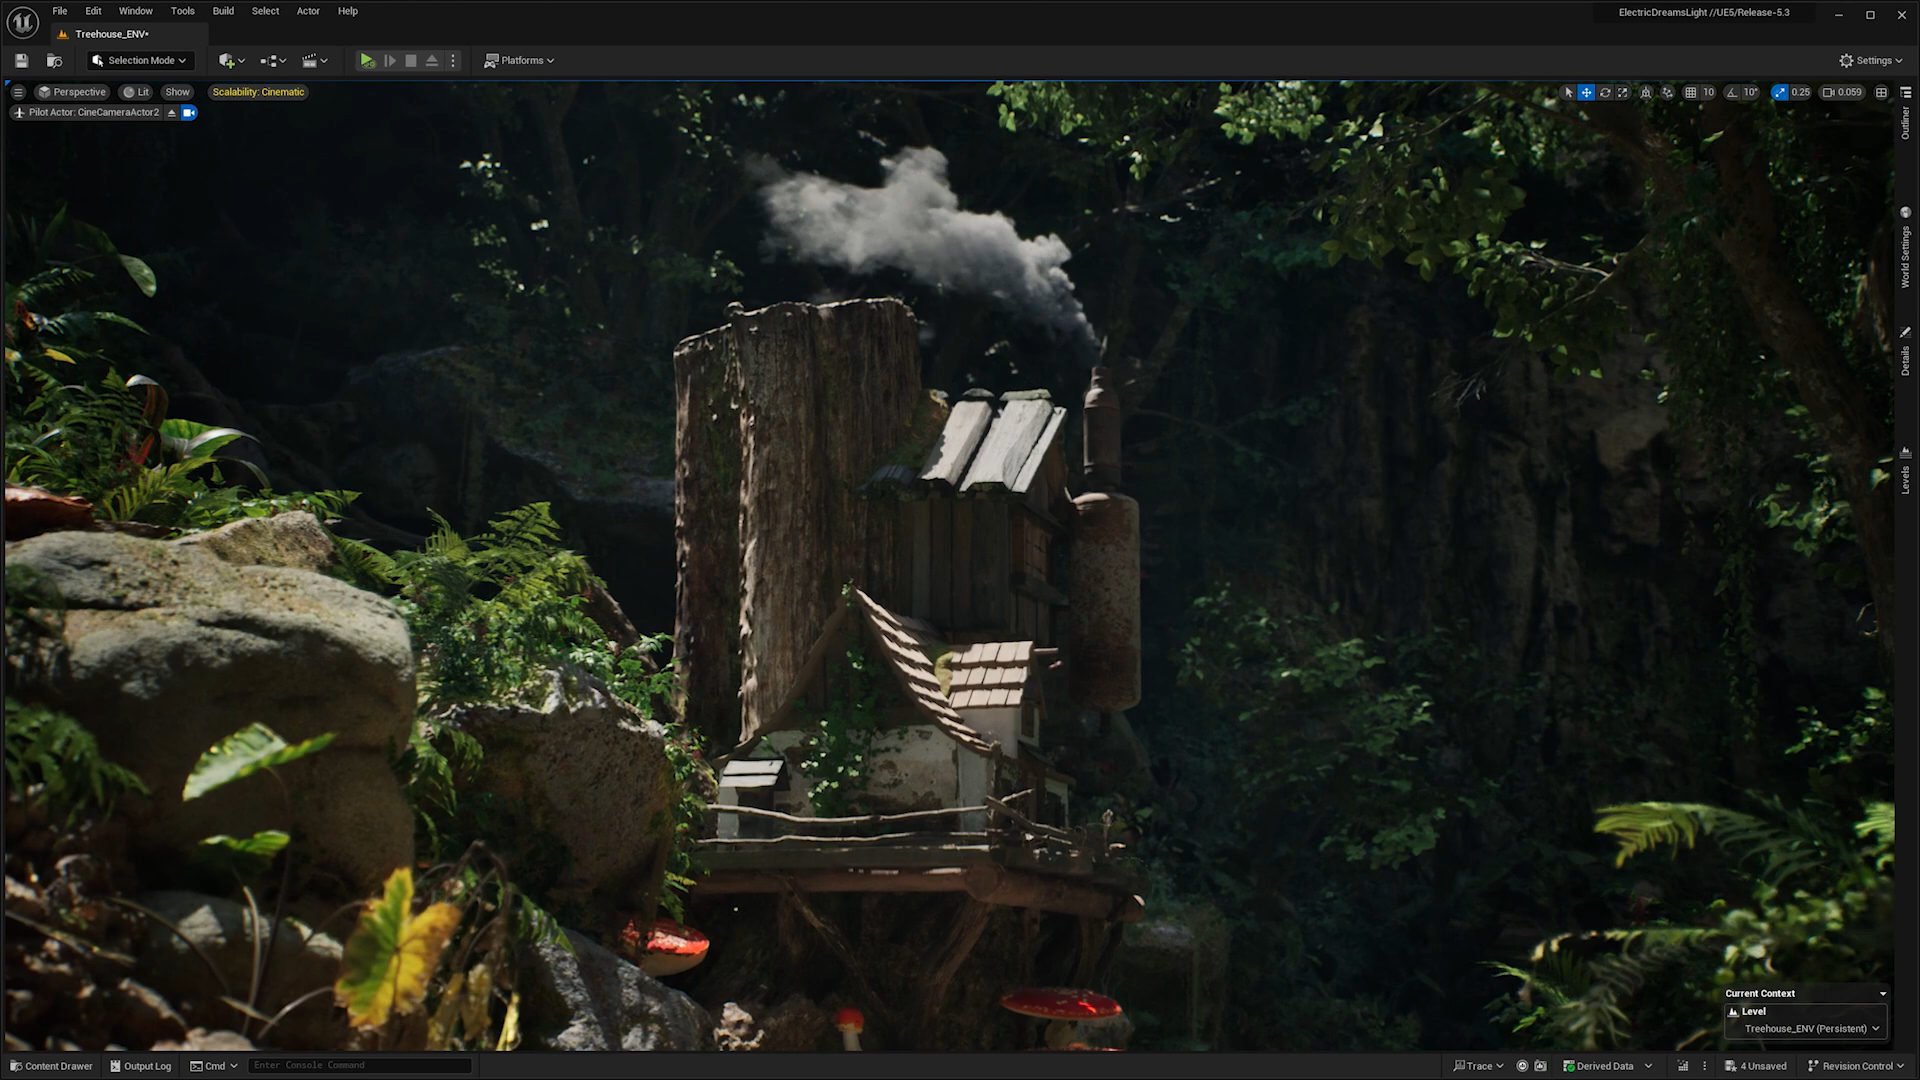 File Edit Window Tools Build Select Actor Help
ElectricDreamsLight //UE5/Release-5.3
Treehouse_ENV*
Selection Mode
Platforms
Settings
Perspective Lit Show Scalability: Cinematic
10 10° 0.25 0.059
Pilot Actor: CineCameraActor2
Outliner
World Settings
Details
Levels
Current Context
Level
Treehouse_ENV (Persistent)
Content Drawer Output Log Cmd Enter Console Command
Trace Derived Data 4 Unsaved Revision Control